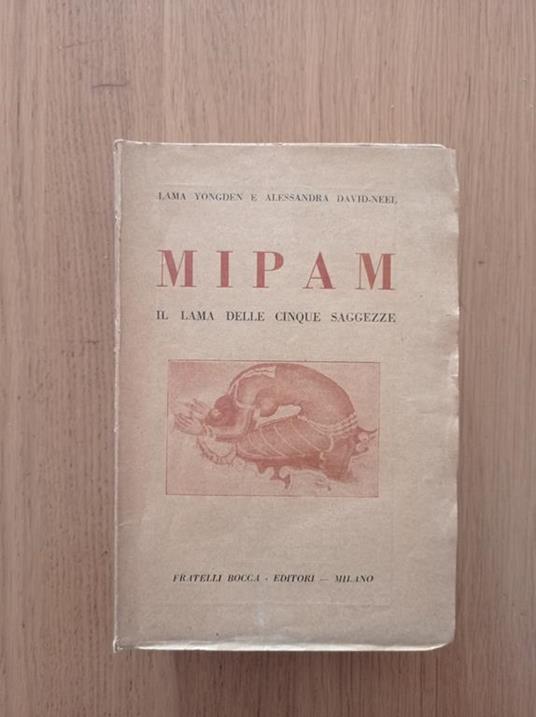 LAMA YONGDEN E ALESSANDRA DAVID-NEEL
MIPAM
IL LAMA DELLE CINQUE SAGGEZZE
FRATELLI BOCCA - EDITORI — MILANO